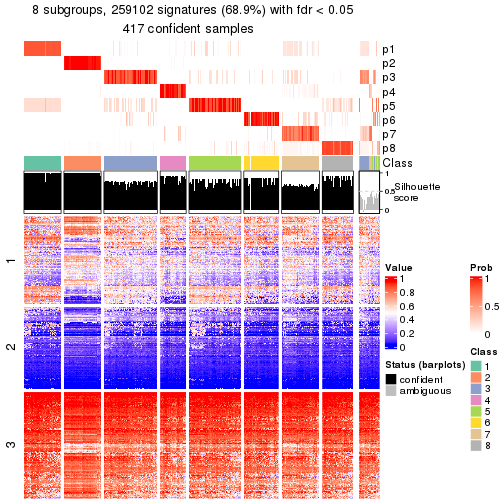 8 subgroups, 259102 signatures (68.9%) with fdr < 0.05
417 confident samples
p1
p2
p3
p4
p5
p6
p7
p8
Class
1
0.5
0
Silhouette
score
1
2
3
Value
1
0.8
0.6
0.4
0.2
0
Status (barplots)
confident
ambiguous
Prob
1
0.5
0
Class
1
2
3
4
5
6
7
8